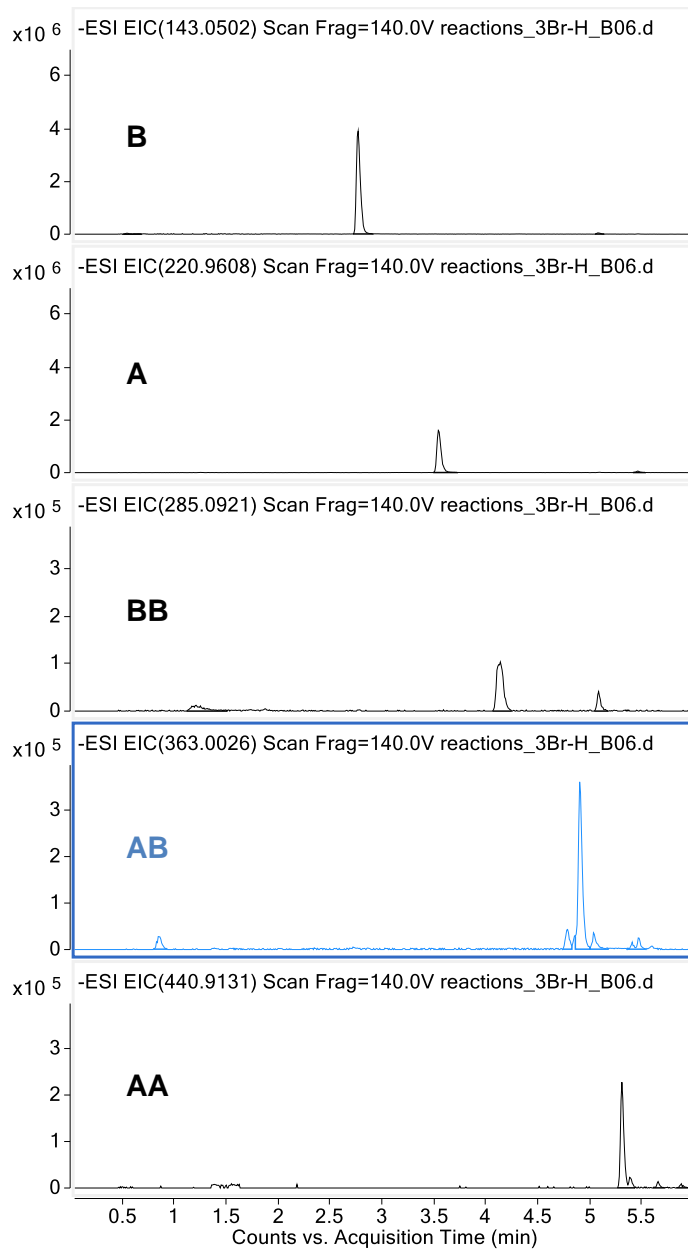 -ESI EIC(143.0502) Scan Frag=140.0V reactions_3Br-H_B06.d
x10 6
6
4
2
0
B
-ESI EIC(220.9608) Scan Frag=140.0V reactions_3Br-H_B06.d
x10 6
6
4
2
0
A
-ESI EIC(285.0921) Scan Frag=140.0V reactions_3Br-H_B06.d
x10 5
3
2
1
0
BB
-ESI EIC(363.0026) Scan Frag=140.0V reactions_3Br-H_B06.d
x10 5
3
2
1
0
AB
-ESI EIC(440.9131) Scan Frag=140.0V reactions_3Br-H_B06.d
x10 5
3
2
1
0
AA
0.5 1 1.5 2 2.5 3 3.5 4 4.5 5 5.5
Counts vs. Acquisition Time (min)